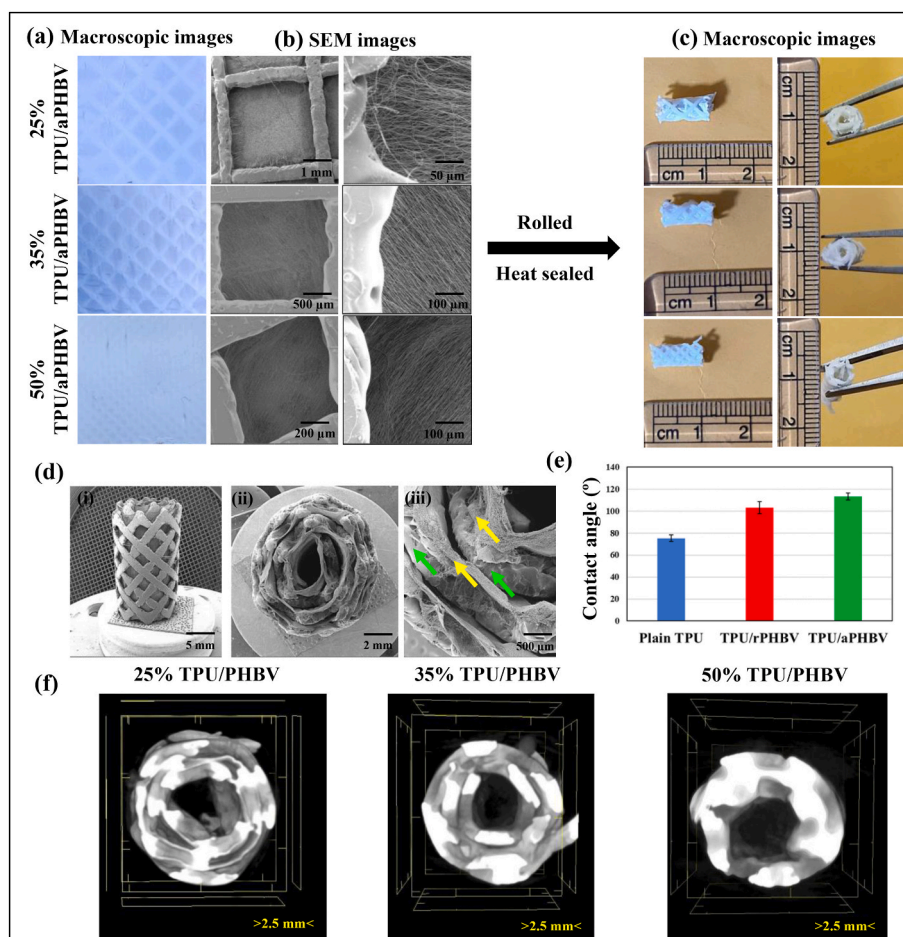 (a) Macroscopic images
(b) SEM images
(c) Macroscopic images
25%
TPU/aPHBV
1 mm
50 µm
35%
TPU/aPHBV
500 µm
100 µm
50%
TPU/aPHBV
200 µm
100 µm
Rolled
Heat sealed
cm 1 2
cm 1 2
cm 1 2
cm 1 2
cm 1 2
cm 1 2
(d)
(i)
5 mm
(ii)
2 mm
(iii)
500 µm
(e)
Contact angle (°)
140
120
100
80
60
40
20
0
Plain TPU TPU/rPHBV TPU/aPHBV
(f)
25% TPU/PHBV
35% TPU/PHBV
50% TPU/PHBV
>2.5 mm<
>2.5 mm<
>2.5 mm<